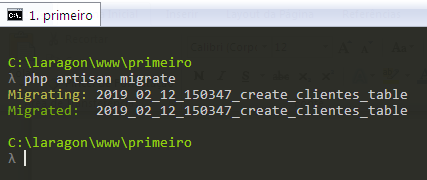 1. primeiro
C:\laragon\www\primeiro
λ php artisan migrate
Migrating: 2019_02_12_150347_create_clientes_table
Migrated:  2019_02_12_150347_create_clientes_table
C:\laragon\www\primeiro
λ